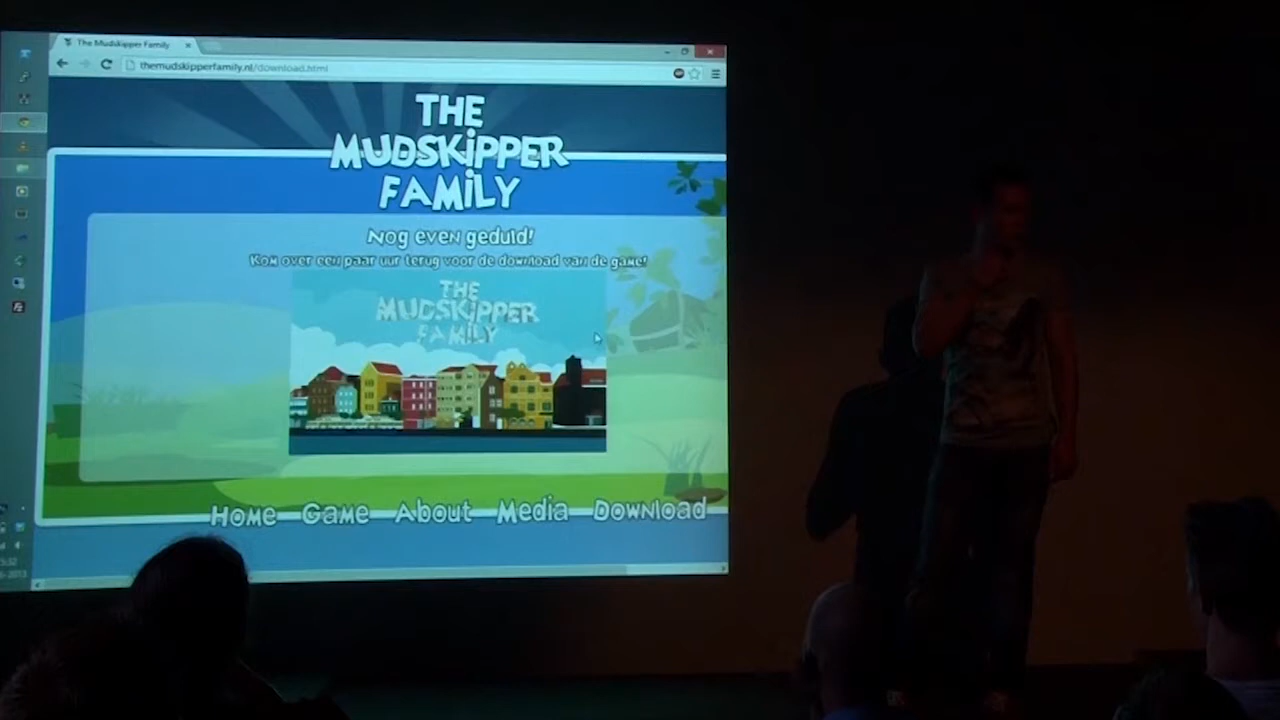 The Mudskipper Family
themudskipperfamily.nl/download.html
THE
MUDSKiPPER
FAMiLY
Nog even geduld!
Kom over een paar uur terug voor de download van de game!
THE
MUDSKiPPER
FAMiLY
Home Game About Media Download